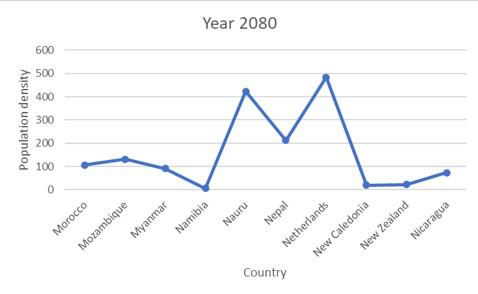 Year 2080
600
500
400
300
200
100
0
Population density
Morocco
Mozambique
Myanmar
Namibia
Nauru
Nepal
Netherlands
New Caledonia
New Zealand
Nicaragua
Country